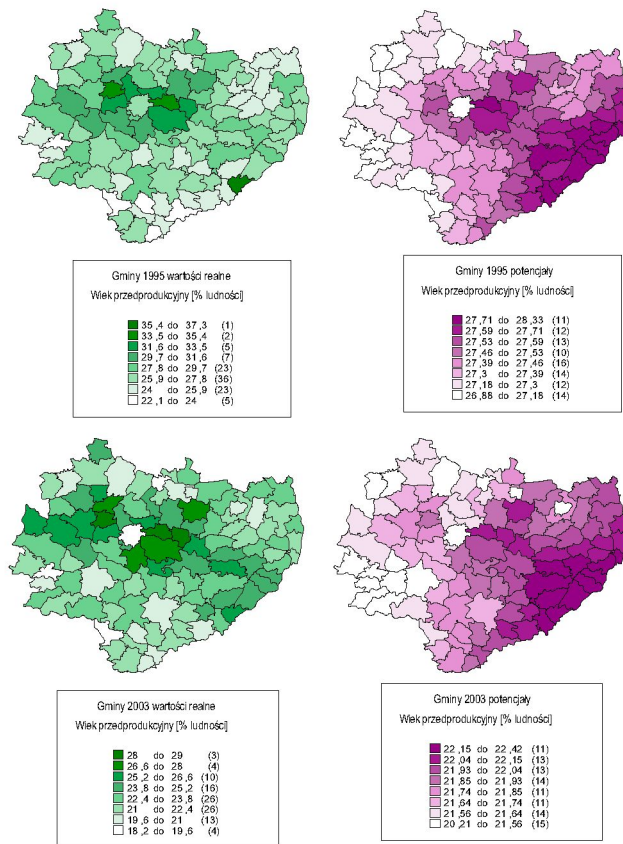 Gminy 1995 wartości realne
Wiek przedprodukcyjny [% ludności]
35 ,4 do 37 ,3 (1)
33 ,5 do 35 ,4 (2)
31 ,6 do 33 ,5 (5)
29 ,7 do 31 ,6 (7)
27 ,8 do 29 ,7 (23)
25 ,9 do 27 ,8 (36)
24 do 25 ,9 (23)
22 ,1 do 24 (5)
Gminy 1995 potencjały
Wiek przedprodukcyjny [% ludności]
27 ,71 do 28 ,33 (11)
27 ,59 do 27 ,71 (12)
27 ,53 do 27 ,59 (13)
27 ,46 do 27 ,53 (10)
27 ,39 do 27 ,46 (16)
27 ,3 do 27 ,39 (14)
27 ,18 do 27 ,3 (12)
26 ,88 do 27 ,18 (14)
Gminy 2003 wartości realne
Wiek przedprodukcyjny [% ludności]
28 do 29 (3)
26 ,6 do 28 (4)
25 ,2 do 26 ,6 (10)
23 ,8 do 25 ,2 (16)
22 ,4 do 23 ,8 (26)
21 do 22 ,4 (26)
19 ,6 do 21 (13)
18 ,2 do 19 ,6 (4)
Gminy 2003 potencjały
Wiek przedprodukcyjny [% ludności]
22 ,15 do 22 ,42 (11)
22 ,04 do 22 ,15 (13)
21 ,93 do 22 ,04 (13)
21 ,85 do 21 ,93 (14)
21 ,74 do 21 ,85 (11)
21 ,64 do 21 ,74 (11)
21 ,56 do 21 ,64 (14)
20 ,21 do 21 ,56 (15)